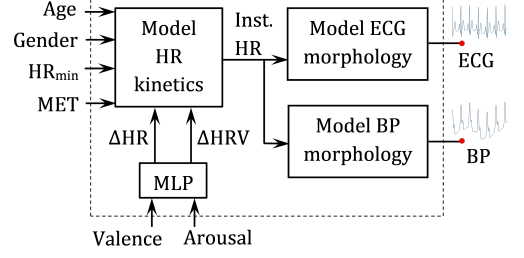 Age
Gender
HRmin
MET
Model
HR
kinetics
Inst.
HR
Model ECG
morphology
ECG
Model BP
morphology
BP
ΔHR
ΔHRV
MLP
Valence
Arousal